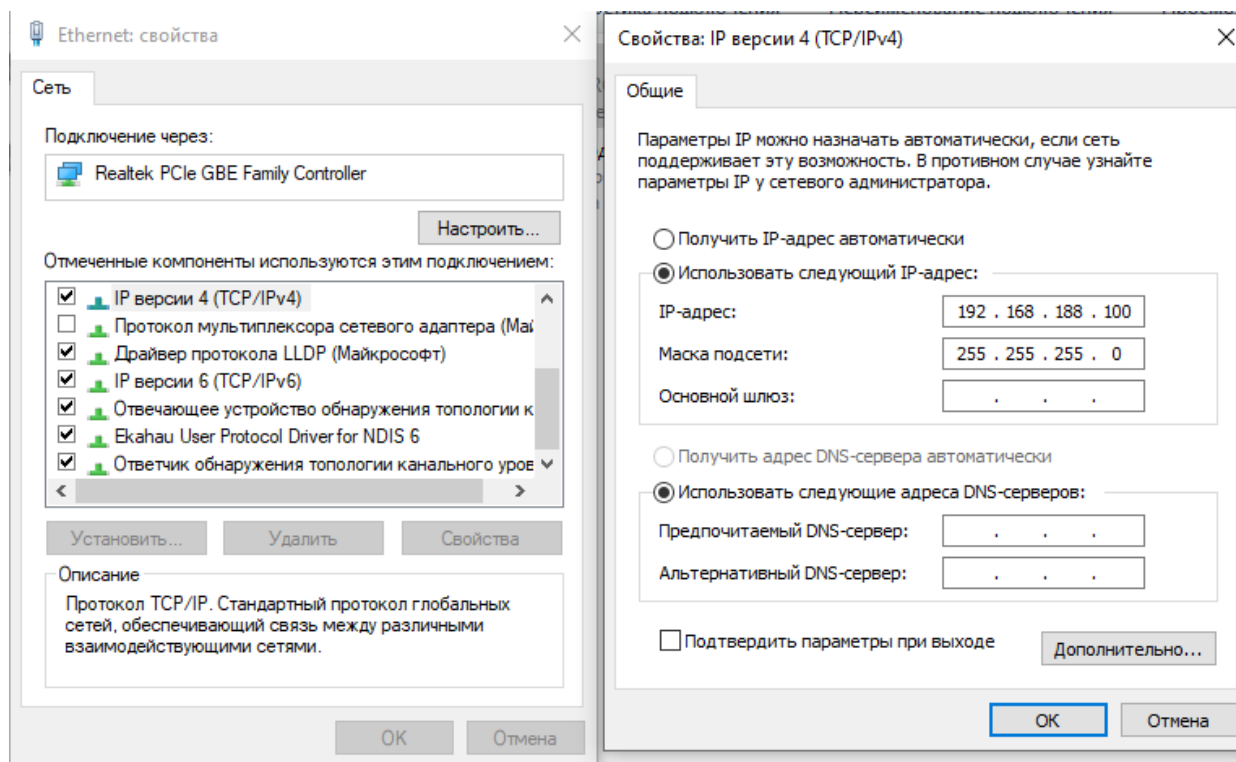 Ethernet: свойства
Сеть
Подключение через:
Realtek PCIe GBE Family Controller
Настроить...
Отмеченные компоненты используются этим подключением:
IP версии 4 (TCP/IPv4)
Протокол мультиплексора сетевого адаптера (Май
Драйвер протокола LLDP (Майкрософт)
IP версии 6 (TCP/IPv6)
Отвечающее устройство обнаружения топологии к
Ekahau User Protocol Driver for NDIS 6
Ответчик обнаружения топологии канального уров
Установить...
Удалить
Свойства
Описание
Протокол TCP/IP. Стандартный протокол глобальных
сетей, обеспечивающий связь между различными
взаимодействующими сетями.
OK
Отмена
Свойства: IP версии 4 (TCP/IPv4)
Общие
Параметры IP можно назначать автоматически, если сеть
поддерживает эту возможность. В противном случае узнайте
параметры IP у сетевого администратора.
Получить IP-адрес автоматически
Использовать следующий IP-адрес:
IP-адрес: 192 . 168 . 188 . 100
Маска подсети: 255 . 255 . 255 . 0
Основной шлюз: . . .
Получить адрес DNS-сервера автоматически
Использовать следующие адреса DNS-серверов:
Предпочитаемый DNS-сервер: . . .
Альтернативный DNS-сервер: . . .
Подтвердить параметры при выходе
Дополнительно...
OK
Отмена